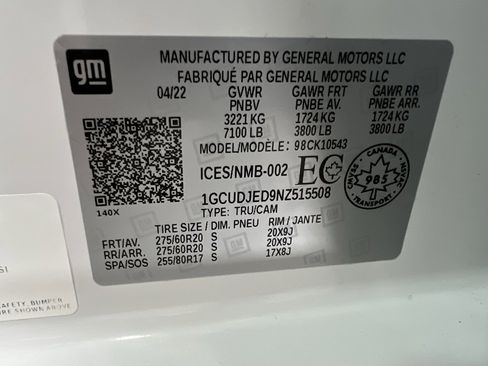 gm
MANUFACTURED BY GENERAL MOTORS LLC
FABRIQUÉ PAR GENERAL MOTORS LLC
04/22 GVWR GAWR FRT GAWR RR
PNBV PNBE AV. PNBE ARR.
3221 KG 1724 KG 1724 KG
7100 LB 3800 LB 3800 LB
MODEL/MODÈLE: 98CK10543
ICES/NMB-002 EC
CANADA
985
1GCUDJED9NZ515508
140X
TYPE: TRU/CAM
TIRE SIZE / DIM. PNEU RIM / JANTE
FRT/AV. 275/60R20 S 20X9J
RR/ARR. 275/60R20 S 20X9J
SPA/SOS 255/80R17 S 17X8J
SAFETY, BUMPER
SHOWN ABOVE